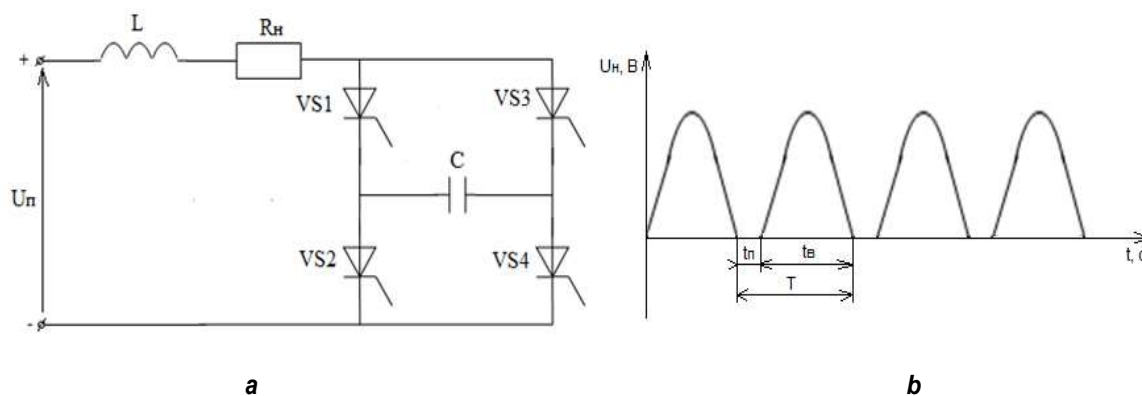 L
Rн
+
VS1
VS3
C
Uп
VS2
VS4
-
Uн, В
tп
tв
T
t, с
a
b